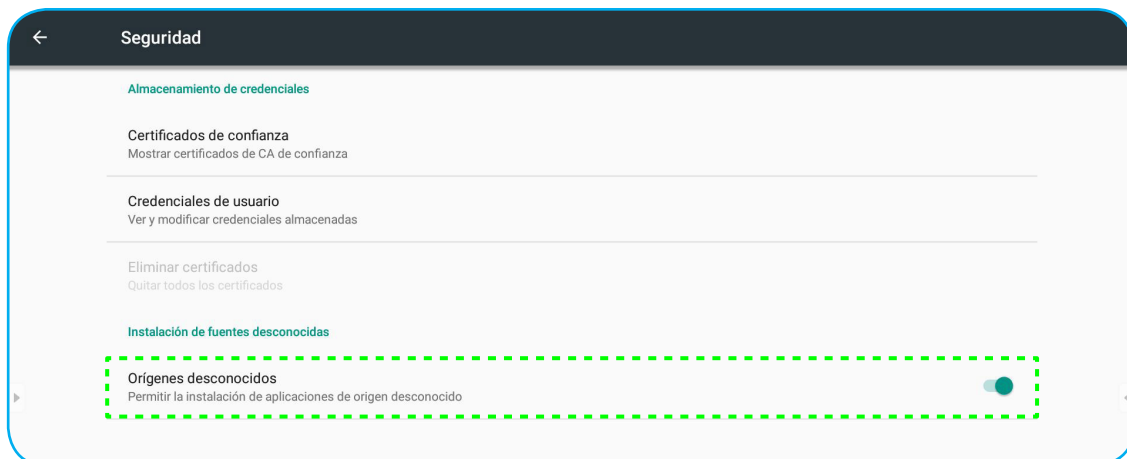 Seguridad
Almacenamiento de credenciales
Certificados de confianza
Mostrar certificados de CA de confianza
Credenciales de usuario
Ver y modificar credenciales almacenadas
Eliminar certificados
Quitar todos los certificados
Instalación de fuentes desconocidas
Orígenes desconocidos
Permitir la instalación de aplicaciones de origen desconocido